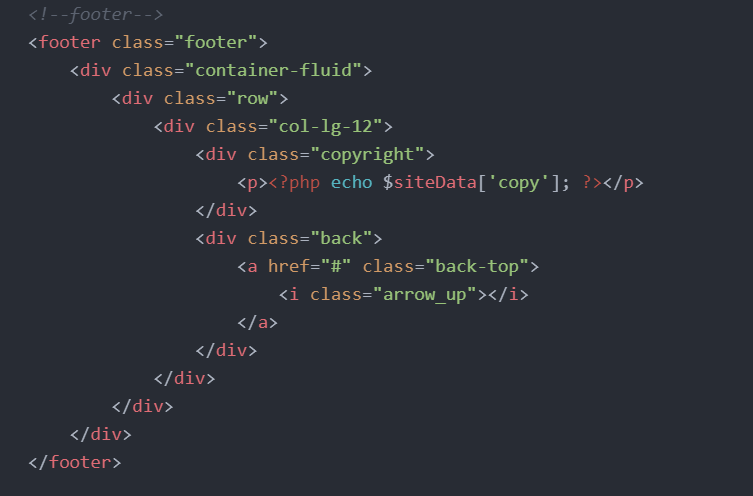 <!--footer-->
<footer class="footer">
    <div class="container-fluid">
        <div class="row">
            <div class="col-lg-12">
                <div class="copyright">
                    <p><?php echo $siteData['copy']; ?></p>
                </div>
                <div class="back">
                    <a href="#" class="back-top">
                        <i class="arrow_up"></i>
                    </a>
                </div>
            </div>
        </div>
    </div>
</footer>